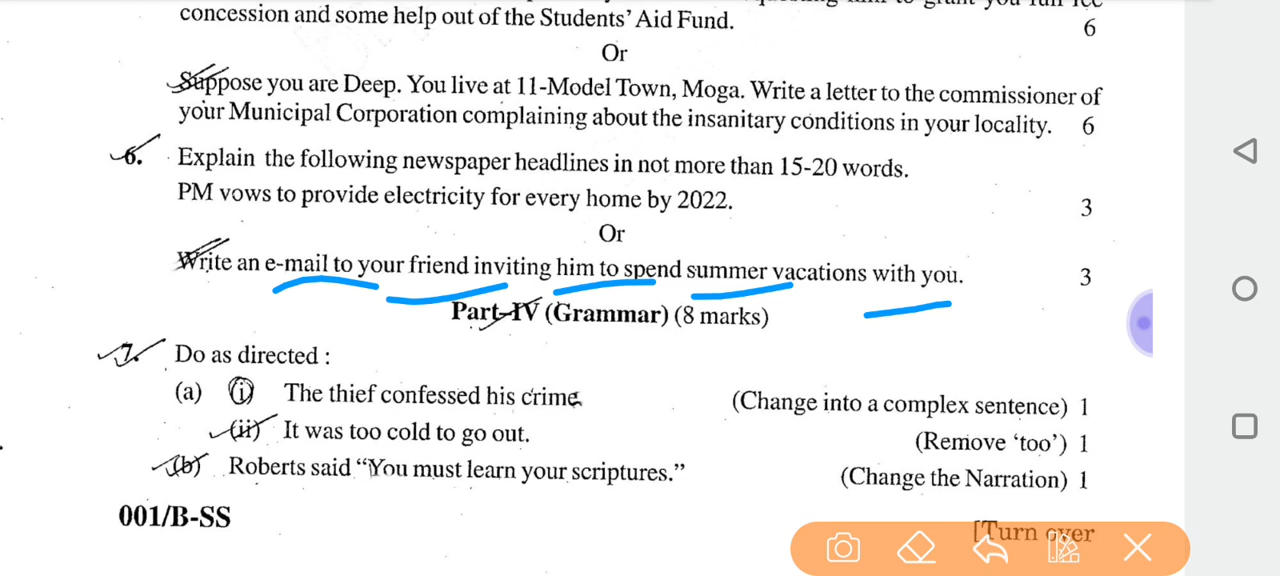 concession and some help out of the Students' Aid Fund.
6
Or
Suppose you are Deep. You live at 11-Model Town, Moga. Write a letter to the commissioner of
your Municipal Corporation complaining about the insanitary conditions in your locality. 6
6. Explain the following newspaper headlines in not more than 15-20 words.
PM vows to provide electricity for every home by 2022. 3
Or
Write an e-mail to your friend inviting him to spend summer vacations with you. 3
Part-IV (Grammar) (8 marks)
7. Do as directed :
(a) (i) The thief confessed his crime. (Change into a complex sentence) 1
(ii) It was too cold to go out. (Remove 'too') 1
(b) Roberts said “You must learn your scriptures.” (Change the Narration) 1
001/B-SS
[Turn over